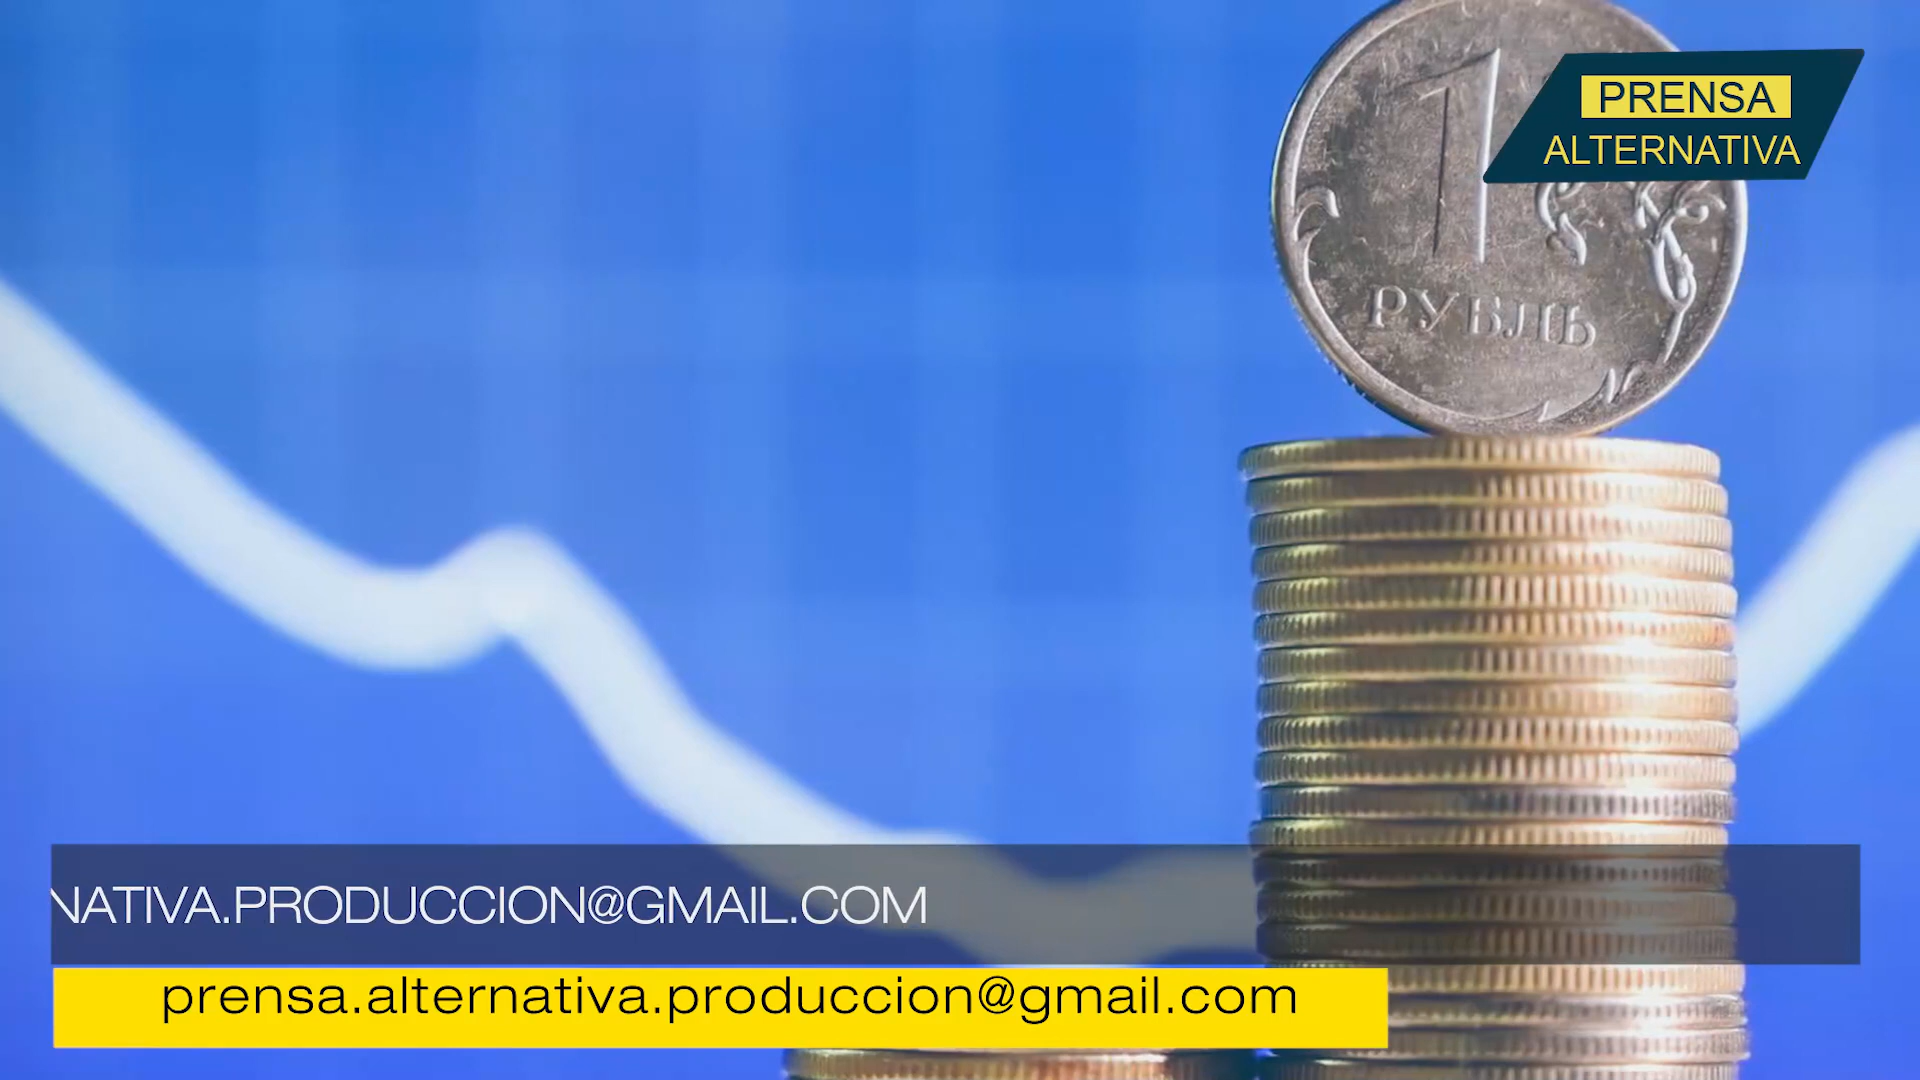 PRENSA
ALTERNATIVA
1
РУБЛЬ
NATIVA.PRODUCCION@GMAIL.COM
prensa.alternativa.produccion@gmail.com